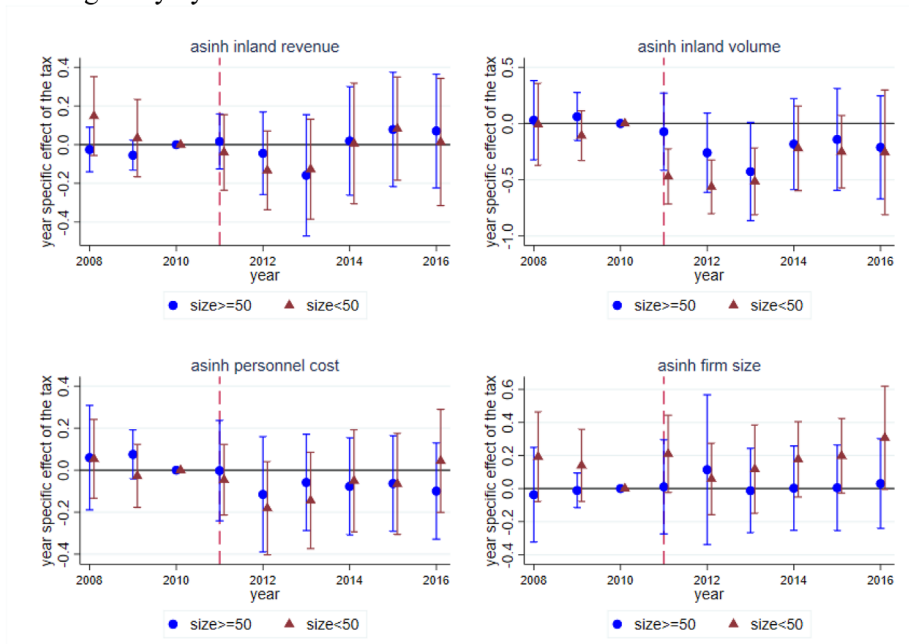 asinh inland revenue
year specific effect of the tax
0.4
0.2
0.0
-0.2
-0.4
2008 2010 2012 2014 2016
year
size>=50 size<50
asinh inland volume
year specific effect of the tax
0.5
0.0
-0.5
-1.0
2008 2010 2012 2014 2016
year
size>=50 size<50
asinh personnel cost
year specific effect of the tax
0.4
0.2
0.0
-0.2
-0.4
2008 2010 2012 2014 2016
year
size>=50 size<50
asinh firm size
year specific effect of the tax
0.6
0.4
0.2
0.0
-0.2
-0.4
2008 2010 2012 2014 2016
year
size>=50 size<50